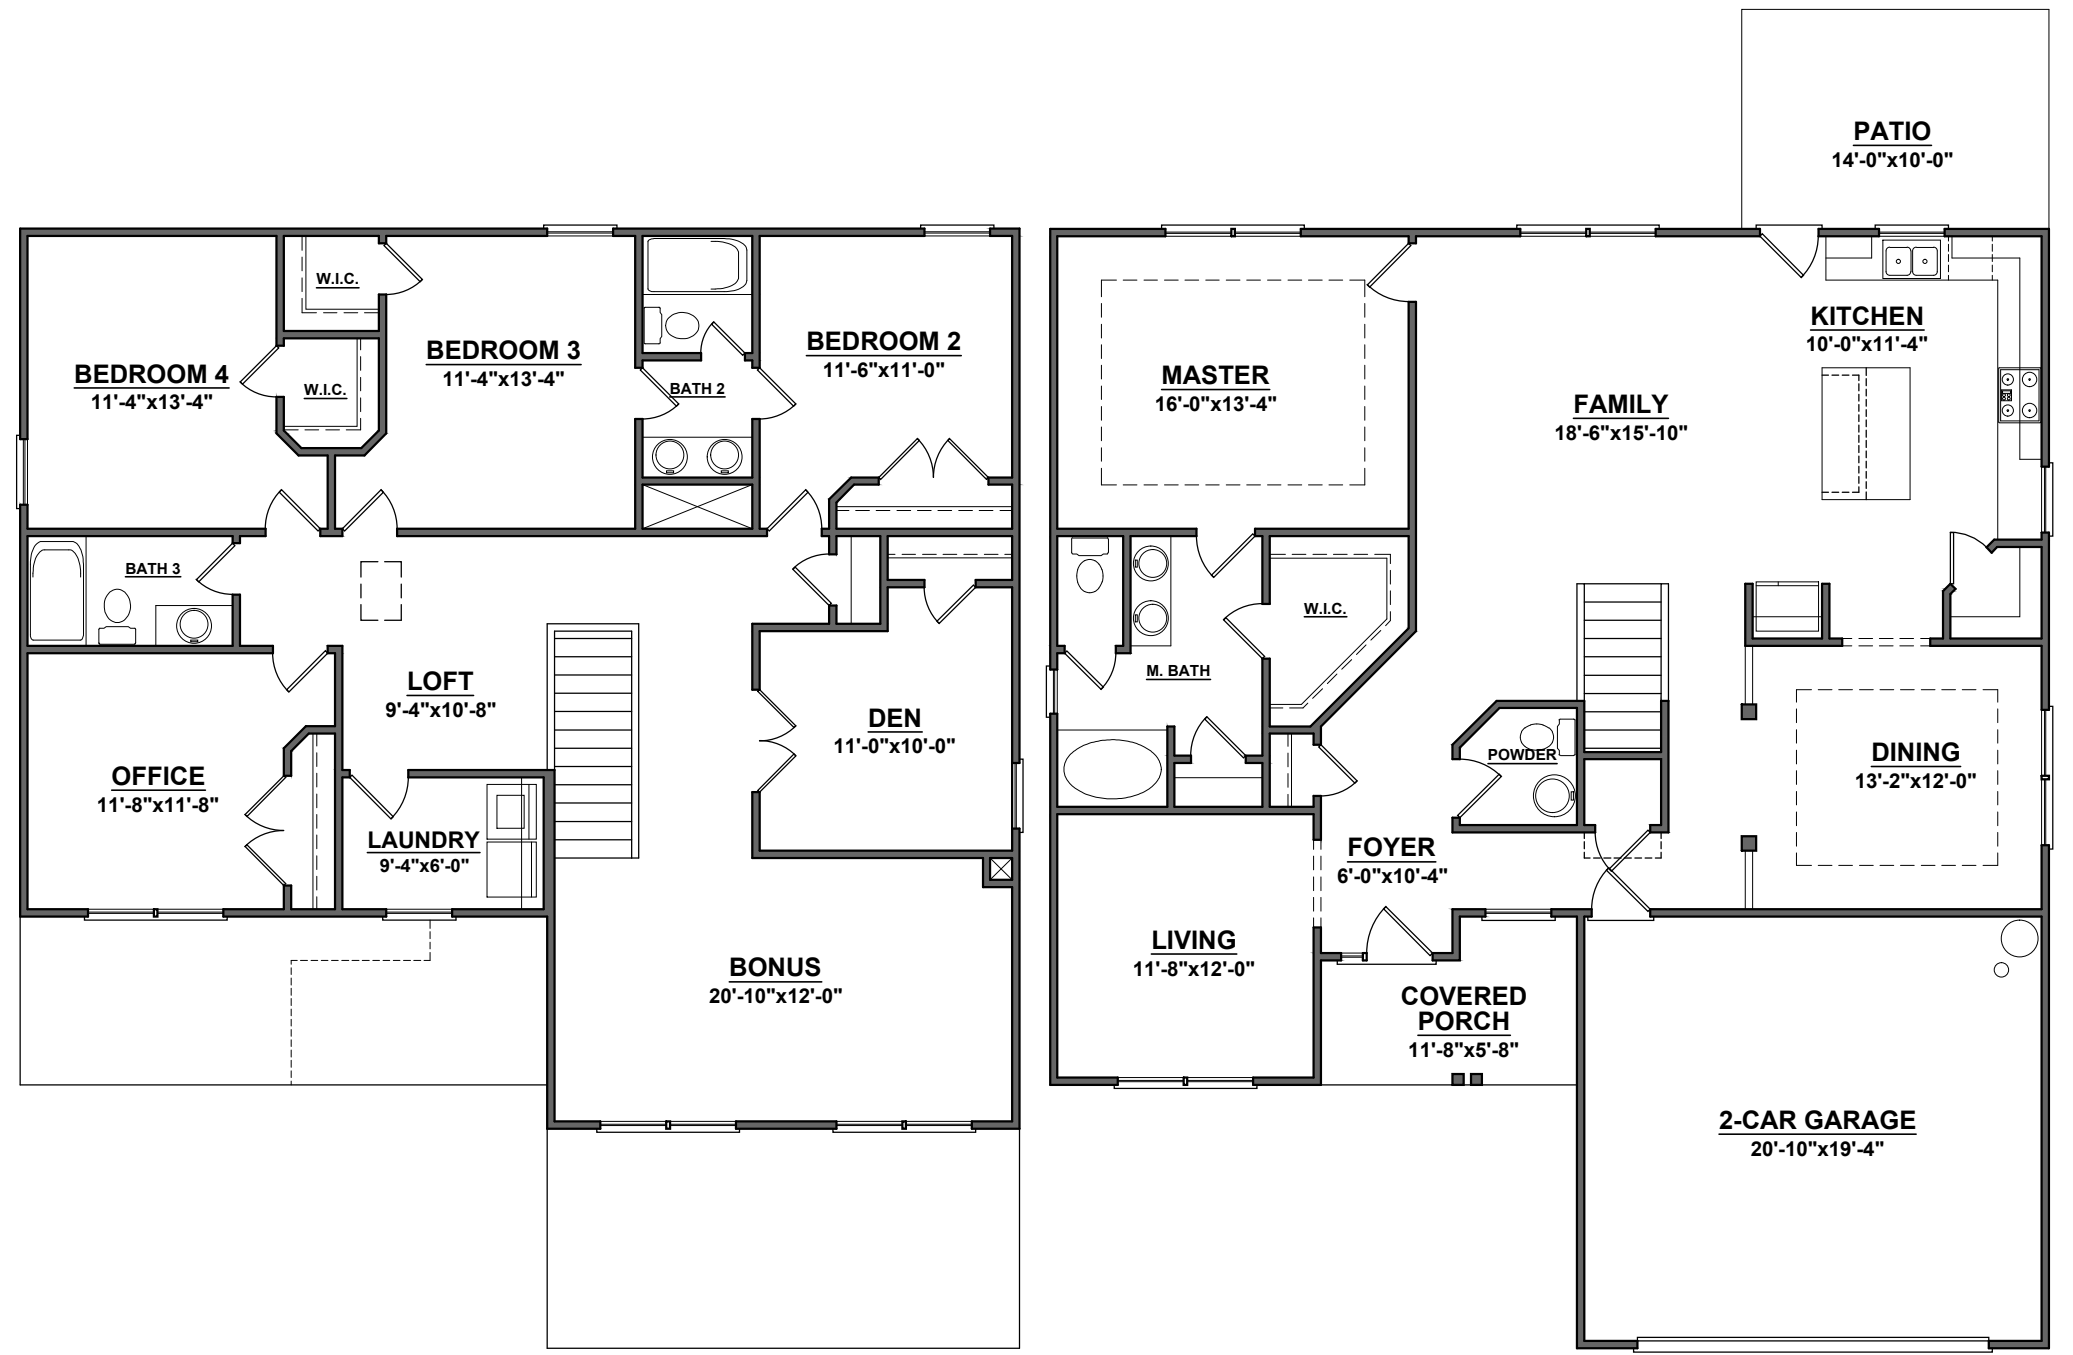 PATIO
14'-0"x10'-0"
W.I.C.
BEDROOM 4
11'-4"x13'-4"
W.I.C.
BEDROOM 3
11'-4"x13'-4"
BATH 2
BEDROOM 2
11'-6"x11'-0"
BATH 3
LOFT
9'-4"x10'-8"
DEN
11'-0"x10'-0"
OFFICE
11'-8"x11'-8"
LAUNDRY
9'-4"x6'-0"
BONUS
20'-10"x12'-0"
MASTER
16'-0"x13'-4"
FAMILY
18'-6"x15'-10"
KITCHEN
10'-0"x11'-4"
W.I.C.
M. BATH
POWDER
DINING
13'-2"x12'-0"
FOYER
6'-0"x10'-4"
LIVING
11'-8"x12'-0"
COVERED
PORCH
11'-8"x5'-8"
2-CAR GARAGE
20'-10"x19'-4"